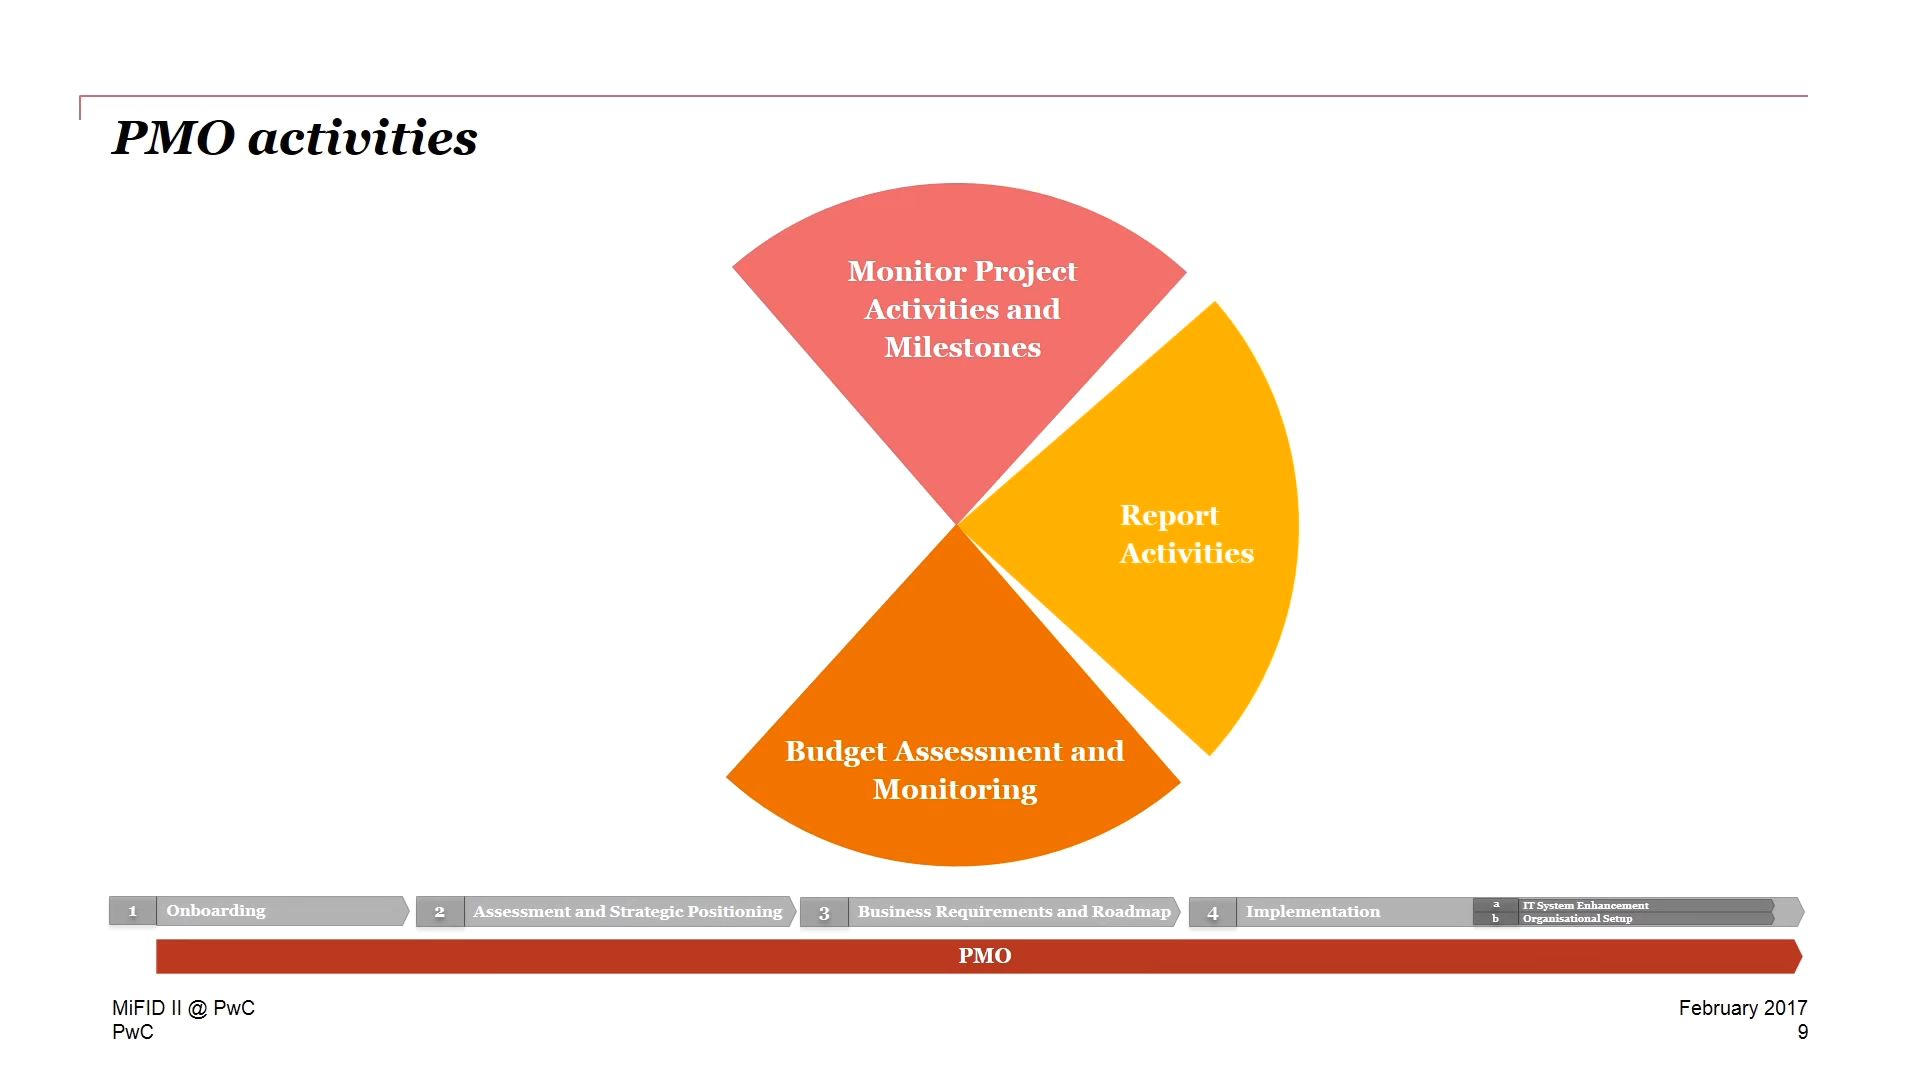 PMO activities
Monitor Project
Activities and
Milestones
Report
Activities
Budget Assessment and
Monitoring
1 Onboarding
2 Assessment and Strategic Positioning
3 Business Requirements and Roadmap
4 Implementation
a IT System Enhancement
b Organisational Setup
PMO
MiFID II @ PwC
PwC
February 2017
9